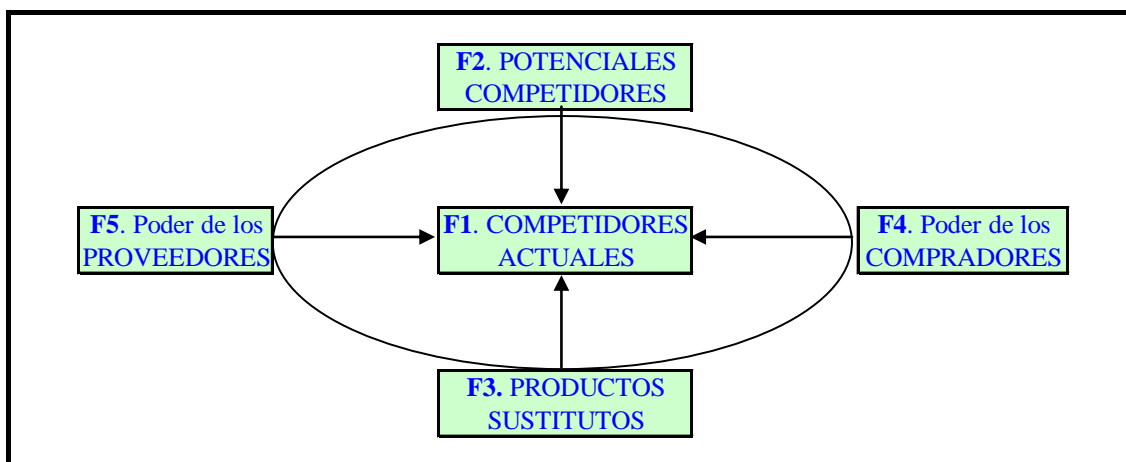 F2. POTENCIALES
COMPETIDORES
F5. Poder de los
PROVEEDORES
F1. COMPETIDORES
ACTUALES
F4. Poder de los
COMPRADORES
F3. PRODUCTOS
SUSTITUTOS